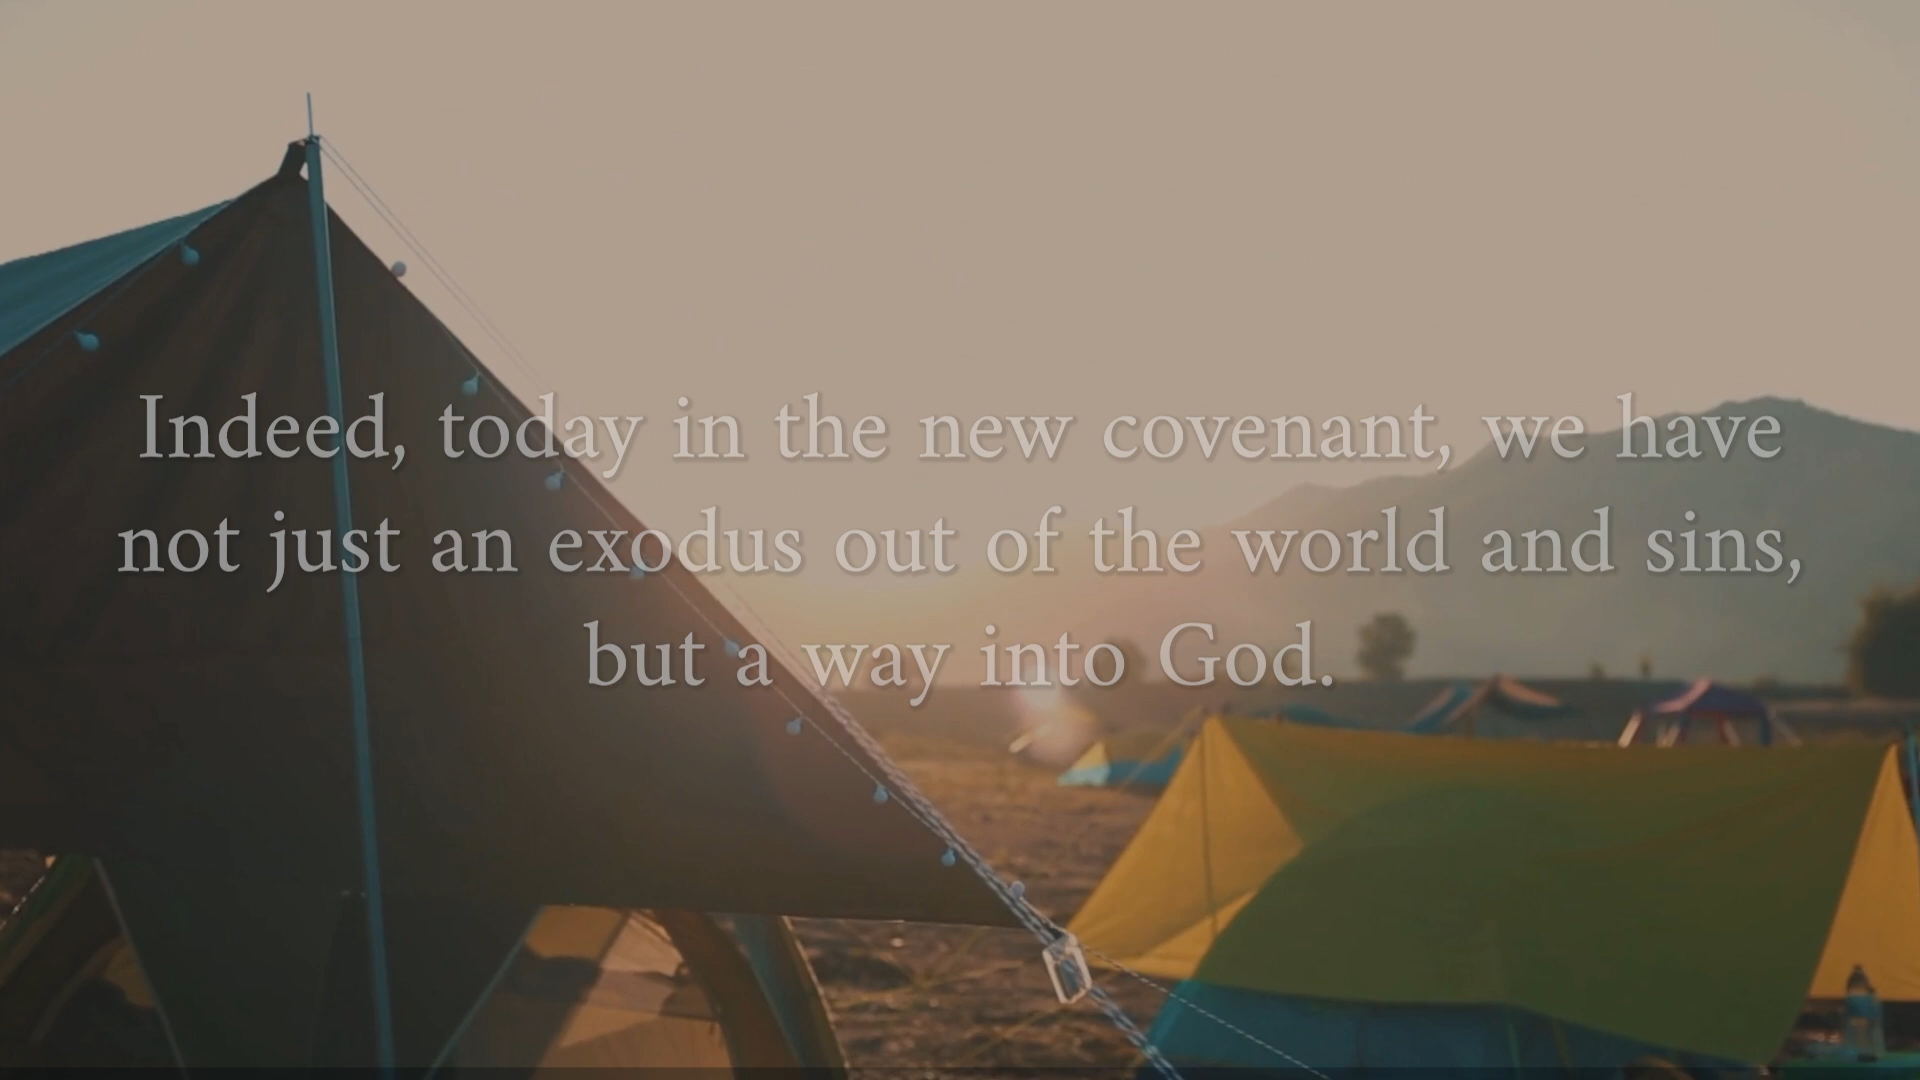 Indeed, today in the new covenant, we have
not just an exodus out of the world and sins,
but a way into God.